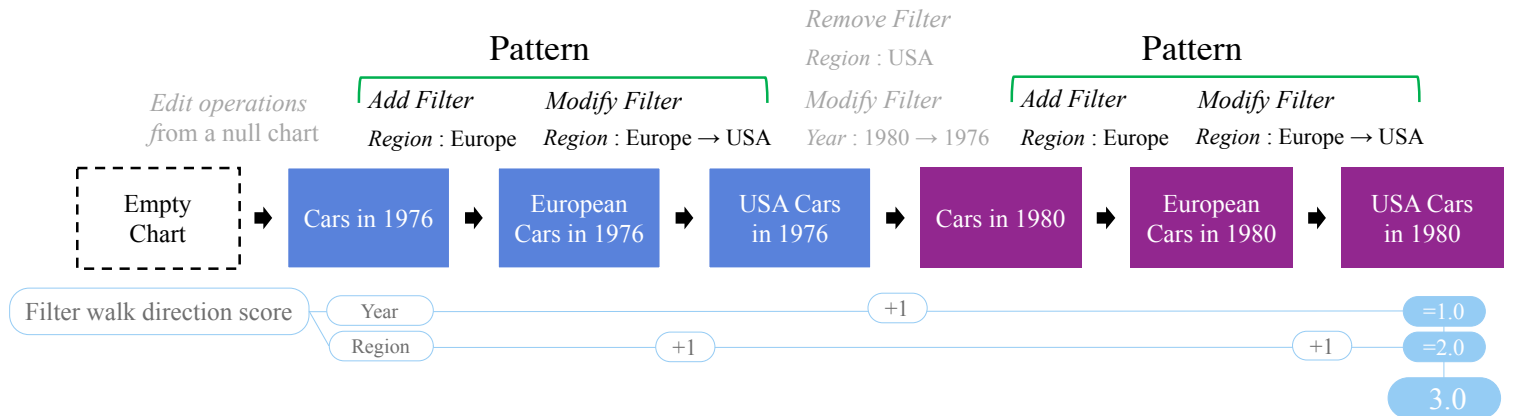 Edit operations
from a null chart
Pattern
Add Filter
Region : Europe
Modify Filter
Region : Europe → USA
Remove Filter
Region : USA
Modify Filter
Year : 1980 → 1976
Pattern
Add Filter
Region : Europe
Modify Filter
Region : Europe → USA
Empty
Chart
Cars in 1976
European
Cars in 1976
USA Cars
in 1976
Cars in 1980
European
Cars in 1980
USA Cars
in 1980
Filter walk direction score
Year
+1
=1.0
Region
+1
+1
=2.0
3.0